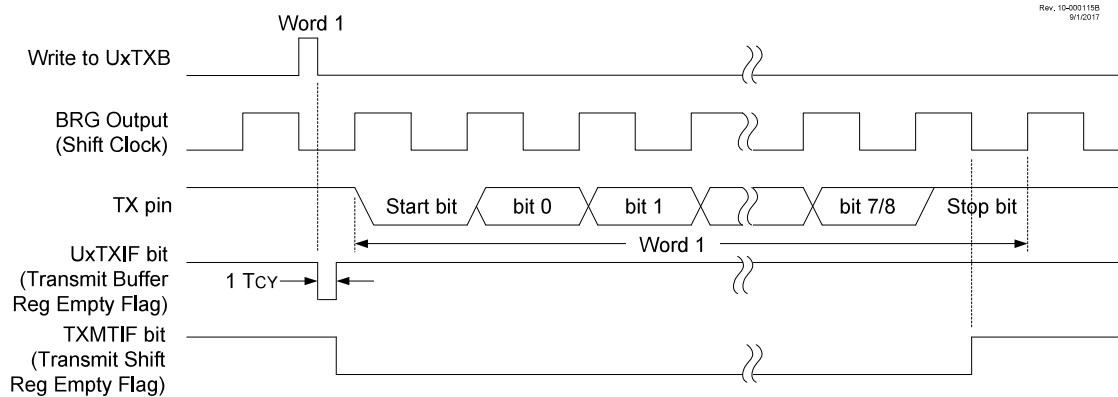 Rev. 10-000115B
9/1/2017
Word 1
Write to UxTXB
BRG Output
(Shift Clock)
TX pin
Start bit
bit 0
bit 1
bit 7/8
Stop bit
Word 1
UxTXIF bit
(Transmit Buffer
Reg Empty Flag)
1 TCY
TXMTIF bit
(Transmit Shift
Reg Empty Flag)